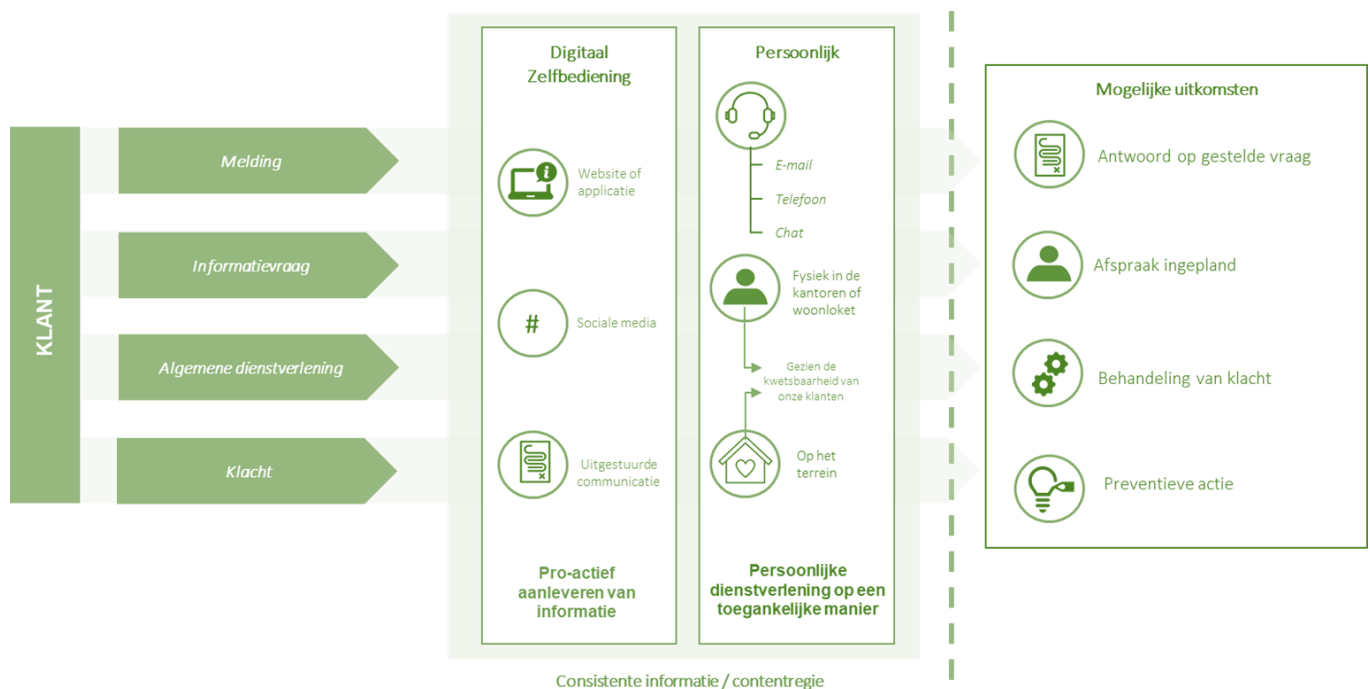 KLANT
Melding
Informatievraag
Algemene dienstverlening
Klacht
Digitaal
Zelfbediening
i
Website of
applicatie
#
Sociale media
Uitgestuurde
communicatie
Pro-actief
aanleveren van
informatie
Persoonlijk
E-mail
Telefoon
Chat
Fysiek in de
kantoren of
woonloket
Gezien de
kwetsbaarheid van
onze klanten
Op het
terrein
Persoonlijke
dienstverlening op een
toegankelijke manier
Consistente informatie / contentregie
Mogelijke uitkomsten
Antwoord op gestelde vraag
Afspraak ingepland
Behandeling van klacht
Preventieve actie